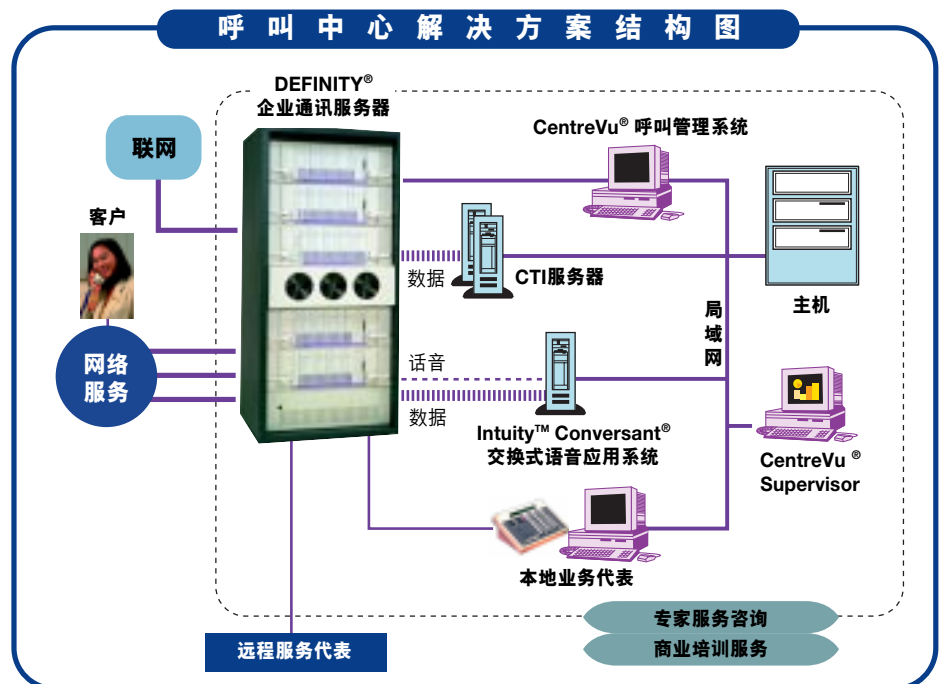 呼叫中心解决方案结构图
DEFINITY®
企业通讯服务器
CentreVu® 呼叫管理系统
联网
客户
数据
CTI服务器
主机
局
域
网
网络
服务
话音
数据
Intuity™ Conversant®
交换式语音应用系统
CentreVu ®
Supervisor
本地业务代表
专家服务咨询
远程服务代表
商业培训服务